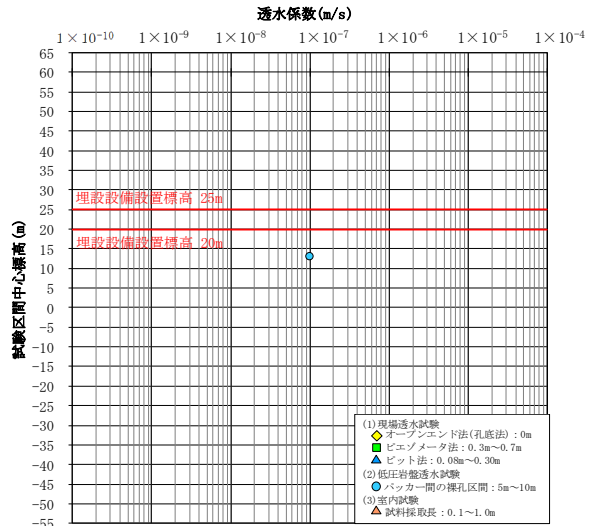 透水係数(m/s)
1×10⁻¹⁰ 1×10⁻⁹ 1×10⁻⁸ 1×10⁻⁷ 1×10⁻⁶ 1×10⁻⁵ 1×10⁻⁴
試験区間中心標高(m)
65
60
55
50
45
40
35
30
25
20
15
10
5
0
-5
-10
-15
-20
-25
-30
-35
-40
-45
-50
-55
埋設設備設置標高 25m
埋設設備設置標高 20m
(1)現場透水試験
オープンエンド法(孔底法):0m
ピエゾメータ法:0.3m～0.7m
ピット法:0.08m～0.30m
(2)低圧岩盤透水試験
パッカー間の裸孔区間:5m～10m
(3)室内試験
試料採取長:0.1～1.0m